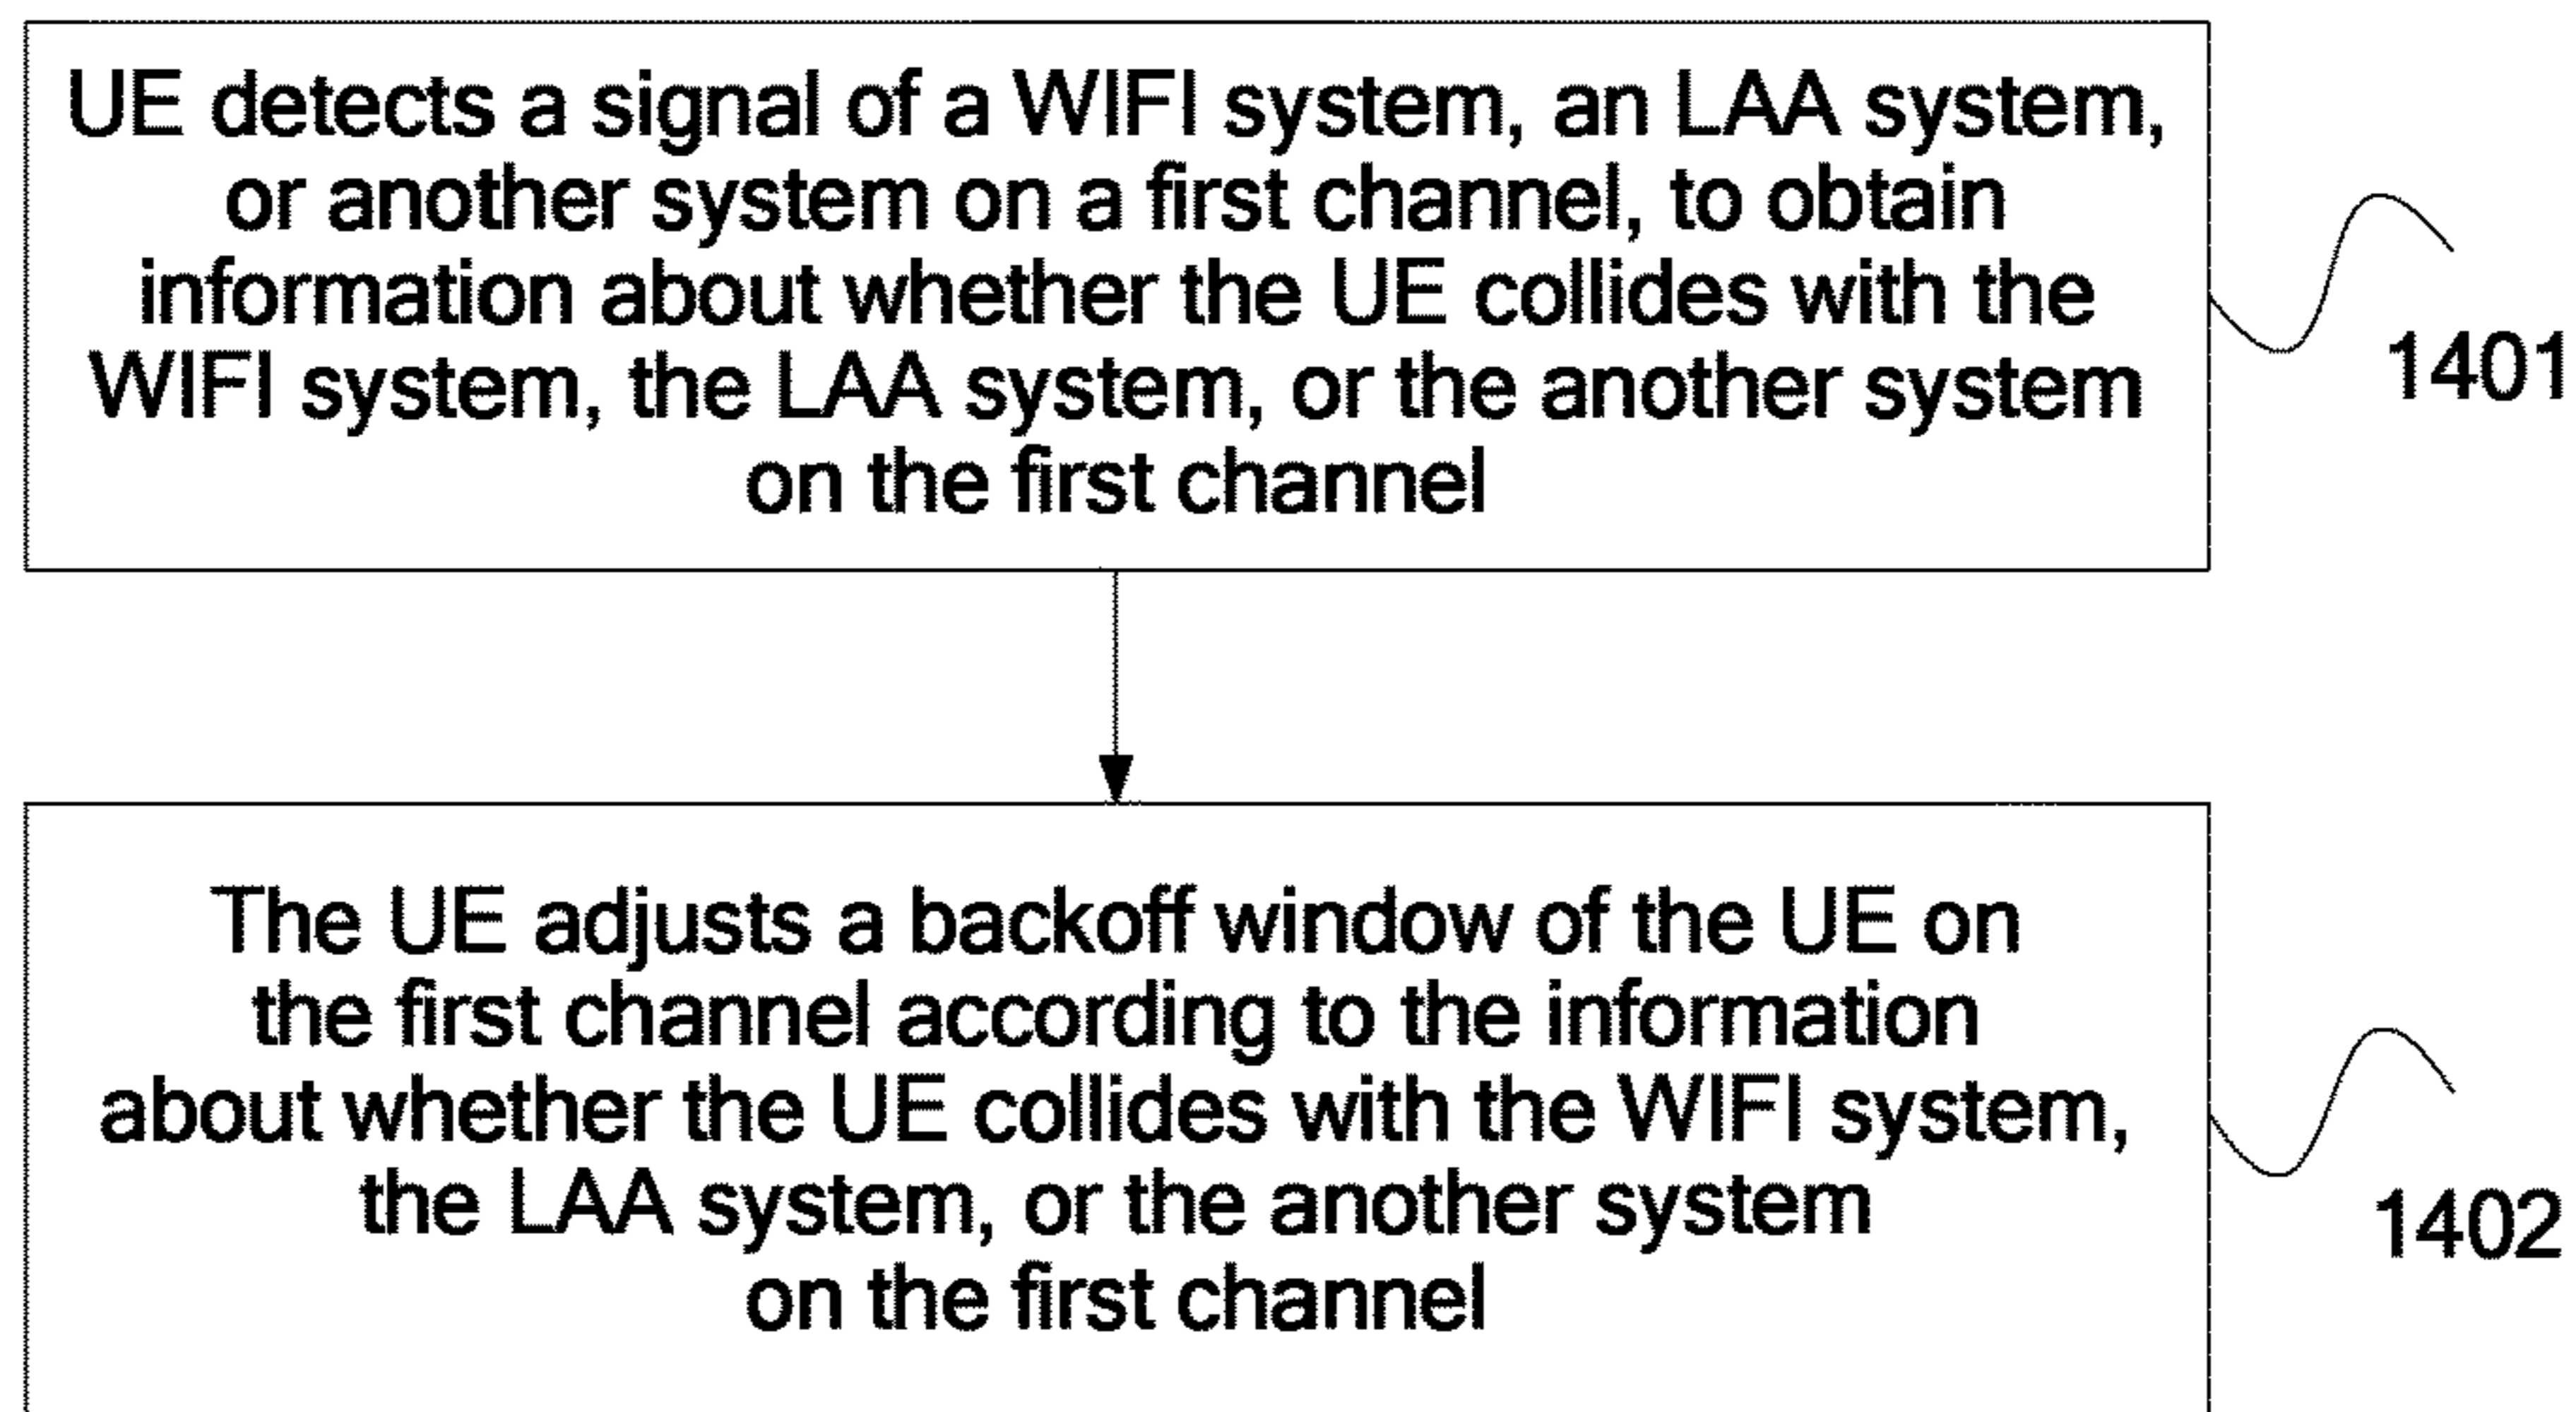 UE detects a signal of a WIFI system, an LAA system,
or another system on a first channel, to obtain
information about whether the UE collides with the
WIFI system, the LAA system, or the another system
on the first channel
1401
The UE adjusts a backoff window of the UE on
the first channel according to the information
about whether the UE collides with the WIFI system,
the LAA system, or the another system
on the first channel
1402